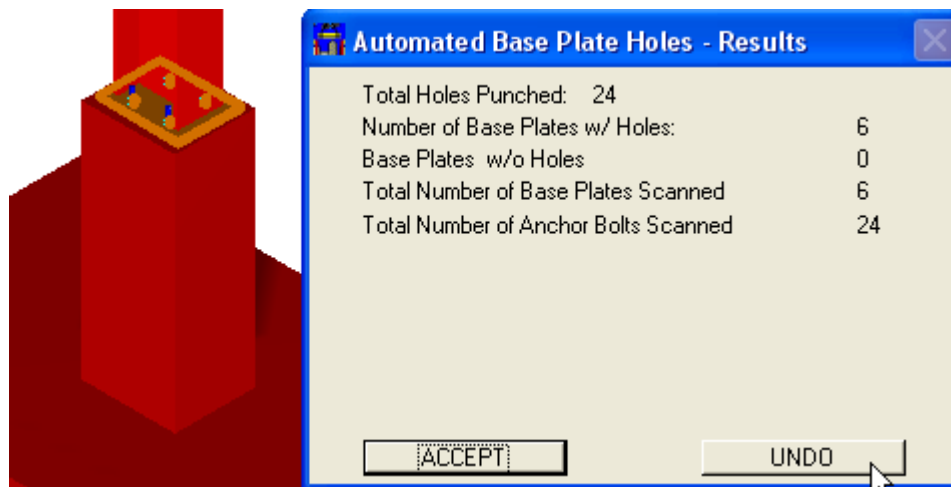 Automated Base Plate Holes - Results
Total Holes Punched: 24
Number of Base Plates w/ Holes: 6
Base Plates w/o Holes 0
Total Number of Base Plates Scanned 6
Total Number of Anchor Bolts Scanned 24
ACCEPT UNDO